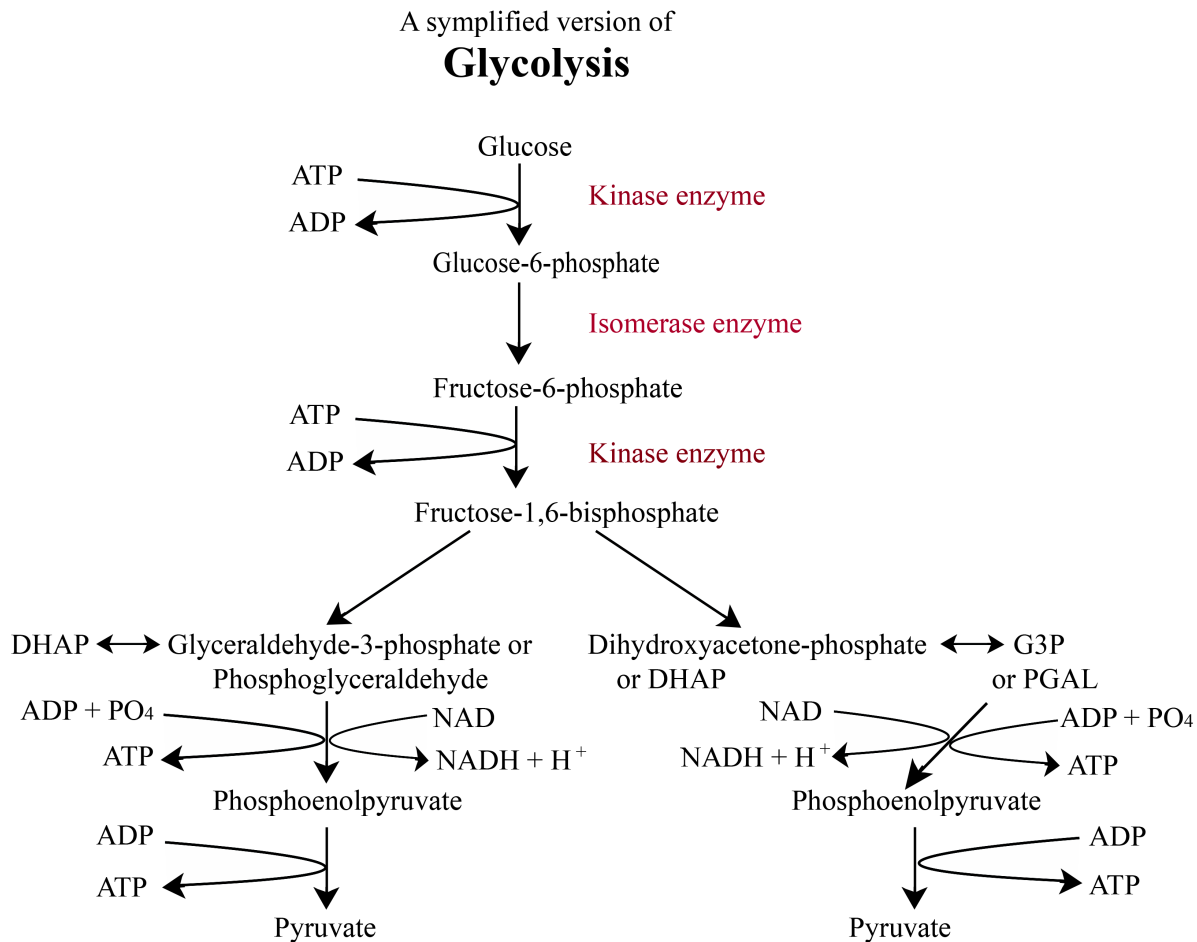 A symplified version of
Glycolysis
Glucose
ATP
Kinase enzyme
ADP
Glucose-6-phosphate
Isomerase enzyme
Fructose-6-phosphate
ATP
Kinase enzyme
ADP
Fructose-1,6-bisphosphate
DHAP
Glyceraldehyde-3-phosphate or
Phosphoglyceraldehyde
Dihydroxyacetone-phosphate
or DHAP
G3P
or PGAL
ADP + PO₄
NAD
ATP
NADH + H⁺
NAD
ADP + PO₄
NADH + H⁺
ATP
Phosphoenolpyruvate
Phosphoenolpyruvate
ADP
ATP
ADP
ATP
Pyruvate
Pyruvate